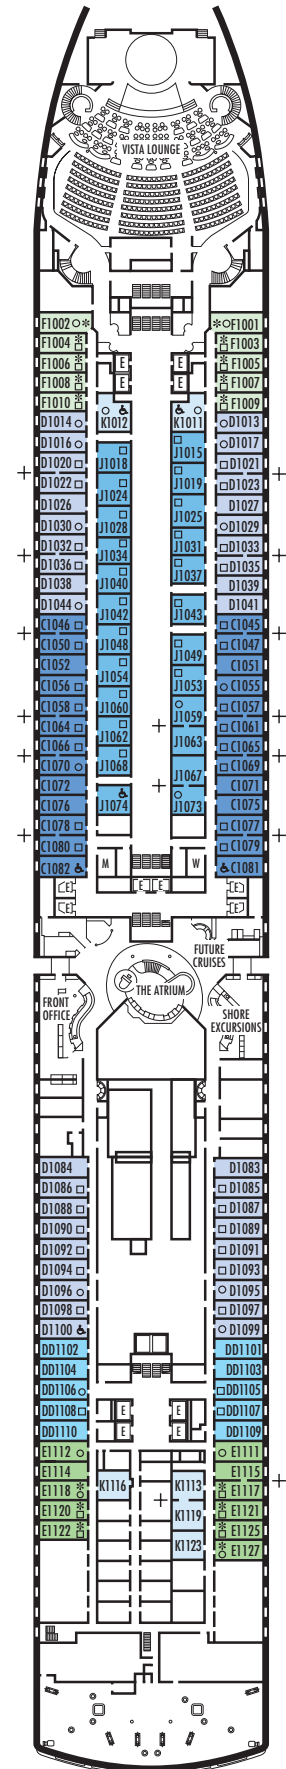 VISTA LOUNGE
F1002 F1001
F1004 F1003
F1006 E E F1005
F1008 E E F1007
F1010 F1009
D1014 K1012 K1011 D1013
D1016 J1015 D1017
D1020 J1018 D1021
D1022 J1019 D1023
D1026 J1024 D1027
D1030 J1028 J1025 D1029
D1032 J1034 J1031 D1033
D1036 J1037 D1035
D1038 J1040 D1039
D1044 J1042 J1043 D1041
C1046 C1045
C1050 J1048 J1049 C1047
C1052 J1054 C1051
C1056 J1053 C1055
C1058 J1060 J1059 C1057
C1064 J1062 J1063 C1061
C1066 J1068 C1065
C1070 J1067 C1069
C1072 C1071
C1076 J1074 J1073 C1075
C1078 C1077
C1080 C1079
C1082 M W C1081
E E E E
E E
FUTURE
CRUISES
THE ATRIUM
FRONT
OFFICE
SHORE
EXCURSIONS
D1084 D1083
D1086 D1085
D1088 D1087
D1090 D1089
D1092 D1091
D1094 D1093
D1096 D1095
D1098 D1097
D1100 D1099
DD1102 DD1101
DD1104 DD1103
DD1106 DD1105
DD1108 E E DD1107
DD1110 E E DD1109
E1112 E1111
E1114 E1115
E1118 K1116 K1113 E1117
E1120 K1119 E1121
E1122 K1123 E1125
E1127